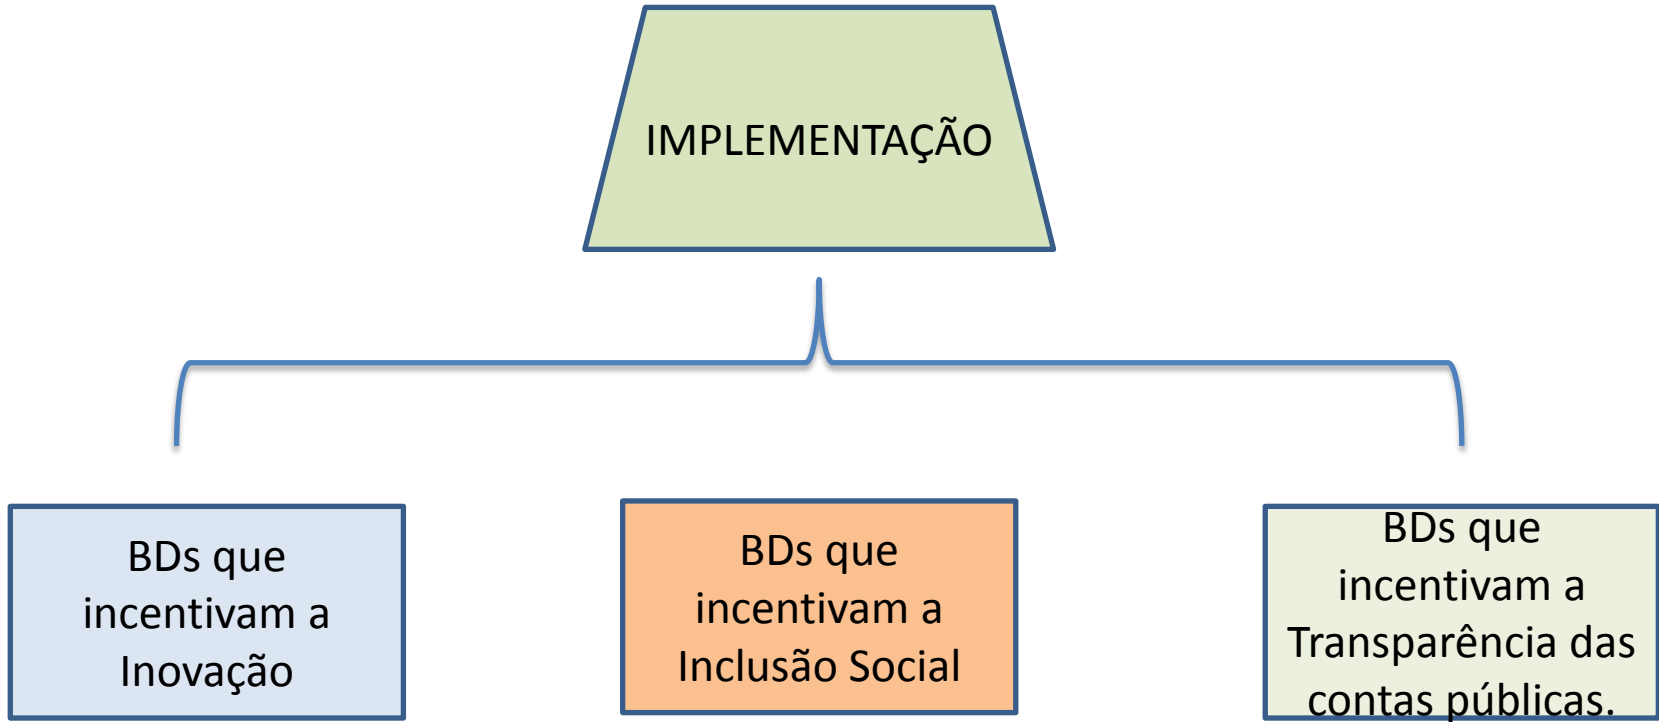 IMPLEMENTAÇÃO
BDs que
incentivam a
Inovação
BDs que
incentivam a
Inclusão Social
BDs que
incentivam a
Transparência das
contas públicas.